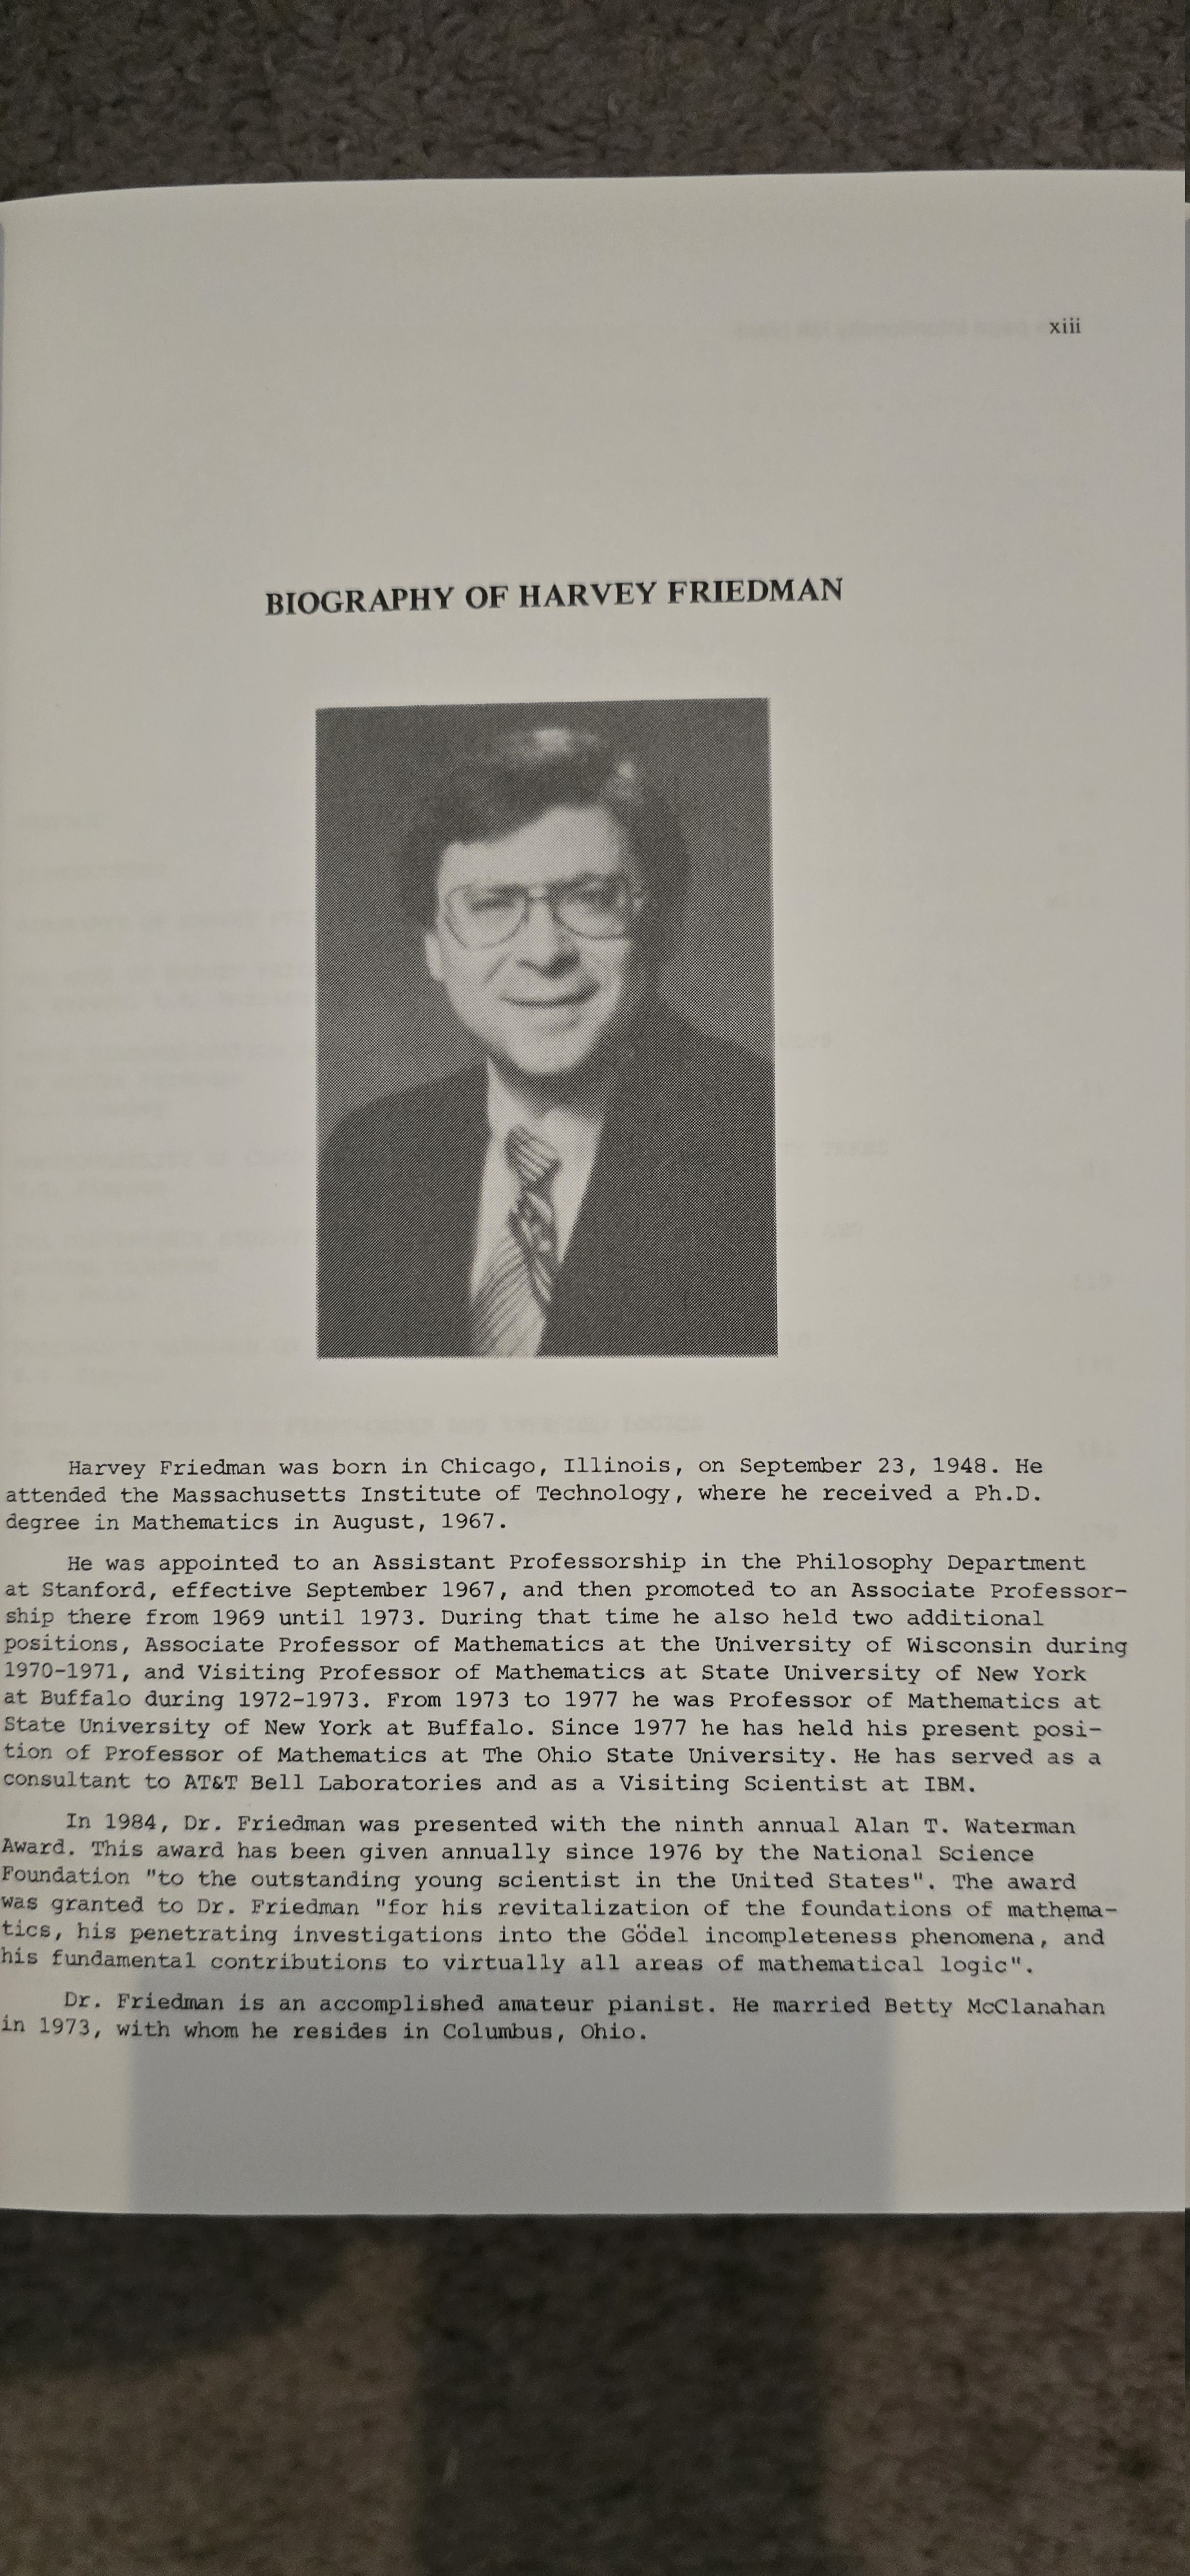 xiii
BIOGRAPHY OF HARVEY FRIEDMAN
Harvey Friedman was born in Chicago, Illinois, on September 23, 1948. He
attended the Massachusetts Institute of Technology, where he received a Ph.D.
degree in Mathematics in August, 1967.
He was appointed to an Assistant Professorship in the Philosophy Department
at Stanford, effective September 1967, and then promoted to an Associate Professor-
ship there from 1969 until 1973. During that time he also held two additional
positions, Associate Professor of Mathematics at the University of Wisconsin during
1970-1971, and Visiting Professor of Mathematics at State University of New York
at Buffalo during 1972-1973. From 1973 to 1977 he was Professor of Mathematics at
State University of New York at Buffalo. Since 1977 he has held his present posi-
tion of Professor of Mathematics at The Ohio State University. He has served as a
consultant to AT&T Bell Laboratories and as a Visiting Scientist at IBM.
In 1984, Dr. Friedman was presented with the ninth annual Alan T. Waterman
Award. This award has been given annually since 1976 by the National Science
Foundation "to the outstanding young scientist in the United States". The award
was granted to Dr. Friedman "for his revitalization of the foundations of mathema-
tics, his penetrating investigations into the Gödel incompleteness phenomena, and
his fundamental contributions to virtually all areas of mathematical logic".
Dr. Friedman is an accomplished amateur pianist. He married Betty McClanahan
in 1973, with whom he resides in Columbus, Ohio.